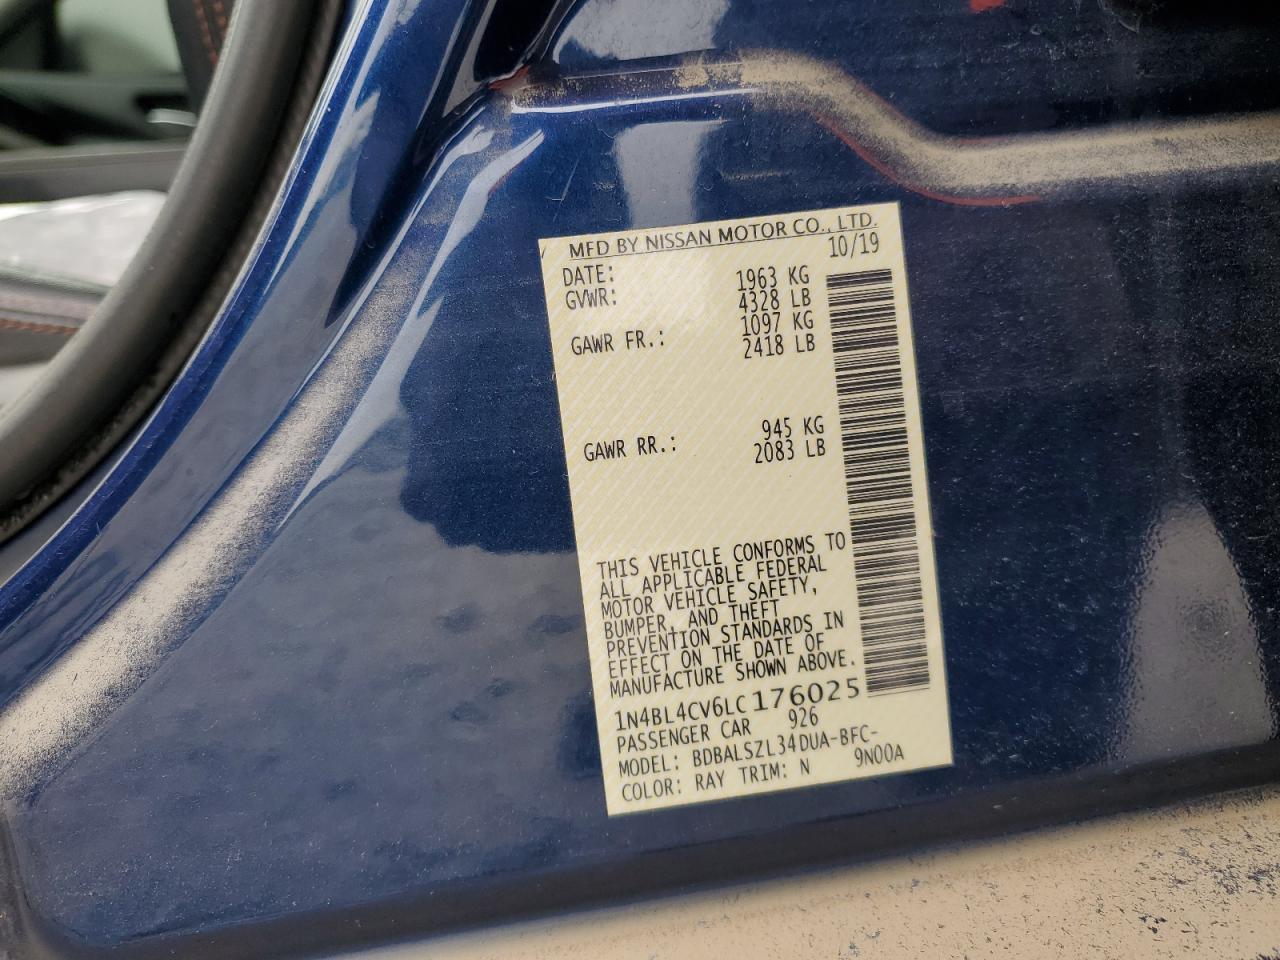 MFD BY NISSAN MOTOR CO., LTD.
DATE: 10/19
GVWR: 1963 KG
4328 LB
GAWR FR.: 1097 KG
2418 LB
GAWR RR.: 945 KG
2083 LB
THIS VEHICLE CONFORMS TO
ALL APPLICABLE FEDERAL
MOTOR VEHICLE SAFETY,
BUMPER, AND THEFT
PREVENTION STANDARDS IN
EFFECT ON THE DATE OF
MANUFACTURE SHOWN ABOVE.
1N4BL4CV6LC176025
PASSENGER CAR 926
MODEL: BDBALSZL34DUA-BFC-
COLOR: RAY TRIM: N 9N00A